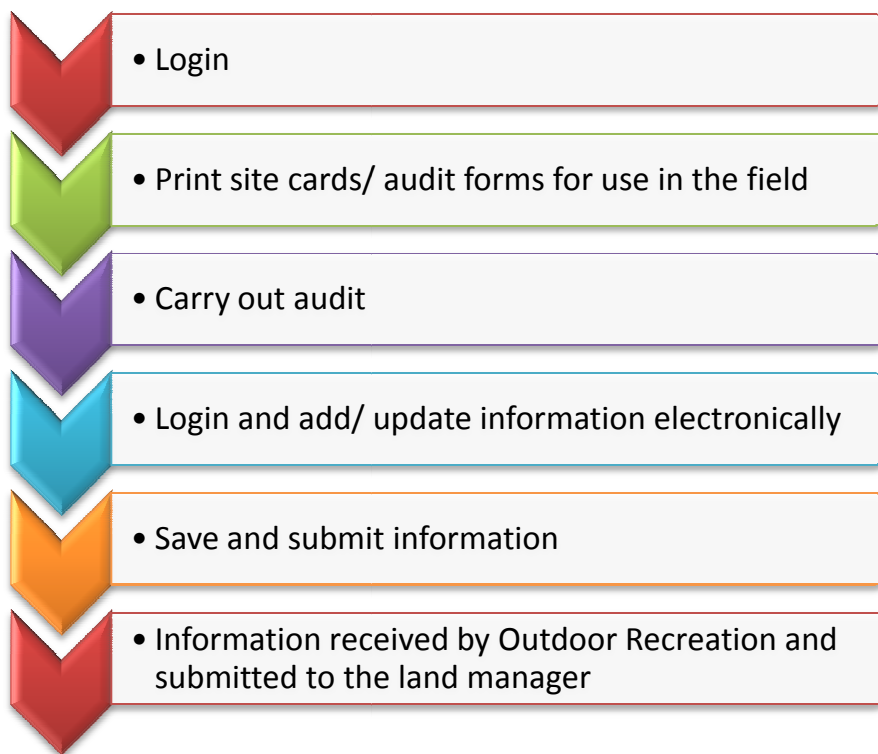 • Login
• Print site cards/ audit forms for use in the field
• Carry out audit
• Login and add/ update information electronically
• Save and submit information
• Information received by Outdoor Recreation and
submitted to the land manager